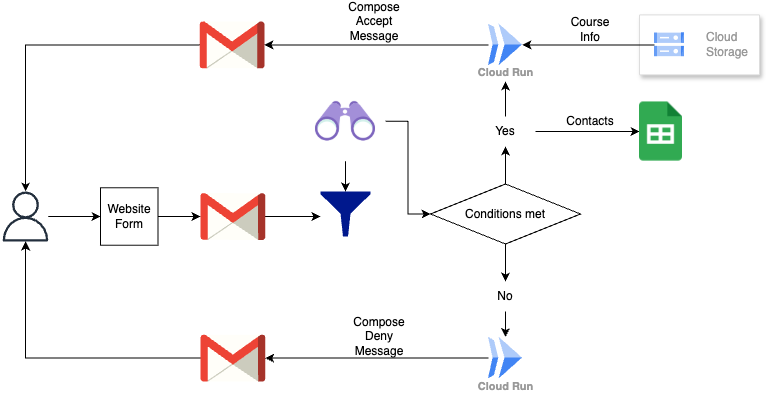 Compose
Accept
Message
Course
Info
Cloud
Storage
Cloud Run
Yes
Contacts
Website
Form
Conditions met
No
Compose
Deny
Message
Cloud Run